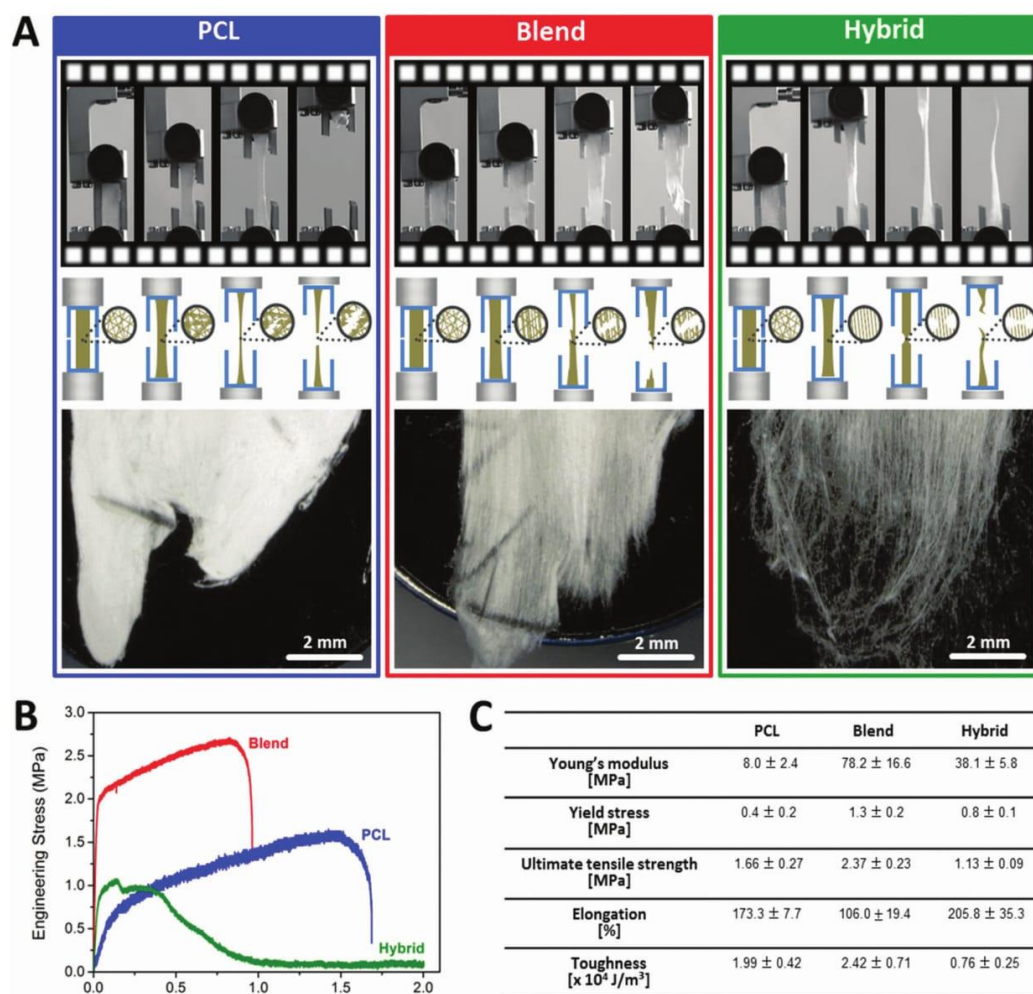 A
PCL
Blend
Hybrid
2 mm
2 mm
2 mm
B
Engineering Stress (MPa)
3.0
2.5
2.0
1.5
1.0
0.5
0.0
Blend
PCL
Hybrid
0.0 0.5 1.0 1.5 2.0
C
PCL Blend Hybrid
Young's modulus
[MPa]
8.0 ± 2.4 78.2 ± 16.6 38.1 ± 5.8
Yield stress
[MPa]
0.4 ± 0.2 1.3 ± 0.2 0.8 ± 0.1
Ultimate tensile strength
[MPa]
1.66 ± 0.27 2.37 ± 0.23 1.13 ± 0.09
Elongation
[%]
173.3 ± 7.7 106.0 ± 19.4 205.8 ± 35.3
Toughness
[x 10⁴ J/m³]
1.99 ± 0.42 2.42 ± 0.71 0.76 ± 0.25